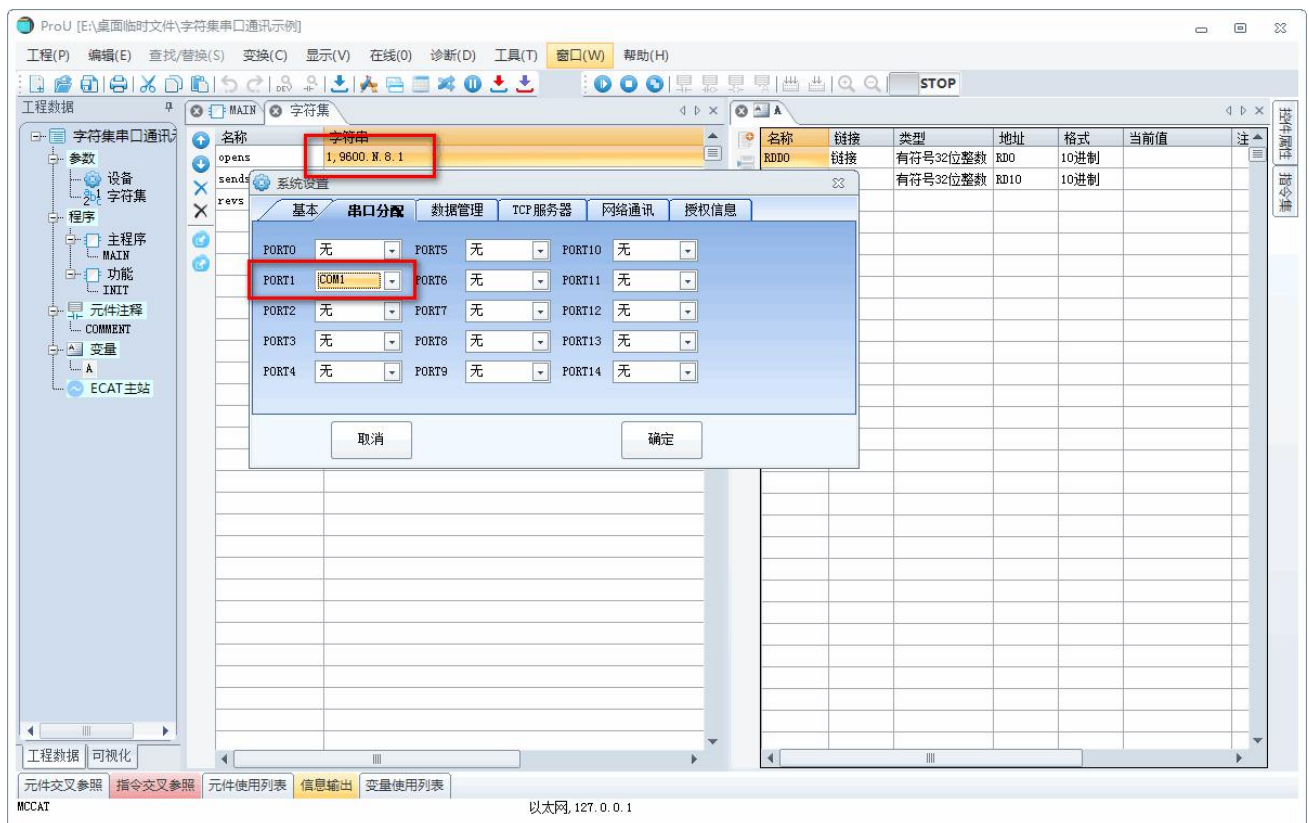 ProU [E:\桌面临时文件\字符集串口通讯示例]
工程(P) 编辑(E) 查找/替换(S) 变换(C) 显示(V) 在线(O) 诊断(D) 工具(T) 窗口(W) 帮助(H)
STOP
工程数据
字符集串口通讯
参数
设备
字符集
程序
主程序
MAIN
功能
INIT
元件注释
COMMENT
变量
A
ECAT主站
工程数据 可视化
MAIN 字符集
名称 字符串
opens 1,9600.N.8.1
sends
revs
系统设置
基本 串口分配 数据管理 TCP服务器 网络通讯 授权信息
PORT0 无 PORT5 无 PORT10 无
PORT1 COM1 PORT6 无 PORT11 无
PORT2 无 PORT7 无 PORT12 无
PORT3 无 PORT8 无 PORT13 无
PORT4 无 PORT9 无 PORT14 无
取消 确定
A
名称 链接 类型 地址 格式 当前值 注
RDD0 链接 有符号32位整数 RD0 10进制
有符号32位整数 RD10 10进制
控件属性
指令集
元件交叉参照 指令交叉参照 元件使用列表 信息输出 变量使用列表
MCCAT 以太网,127.0.0.1